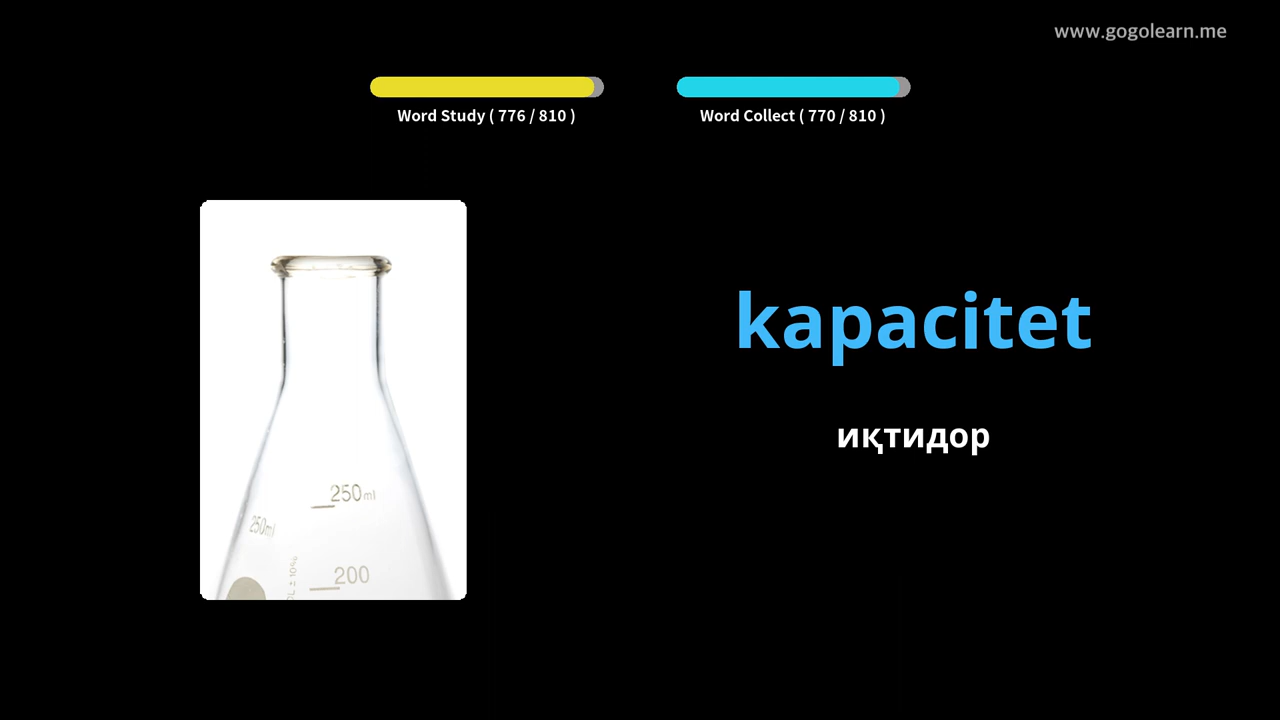 www.gogolearn.me
Word Study ( 776 / 810 )
Word Collect ( 770 / 810 )
kapacitet
иқтидор
250ml
250ml
200